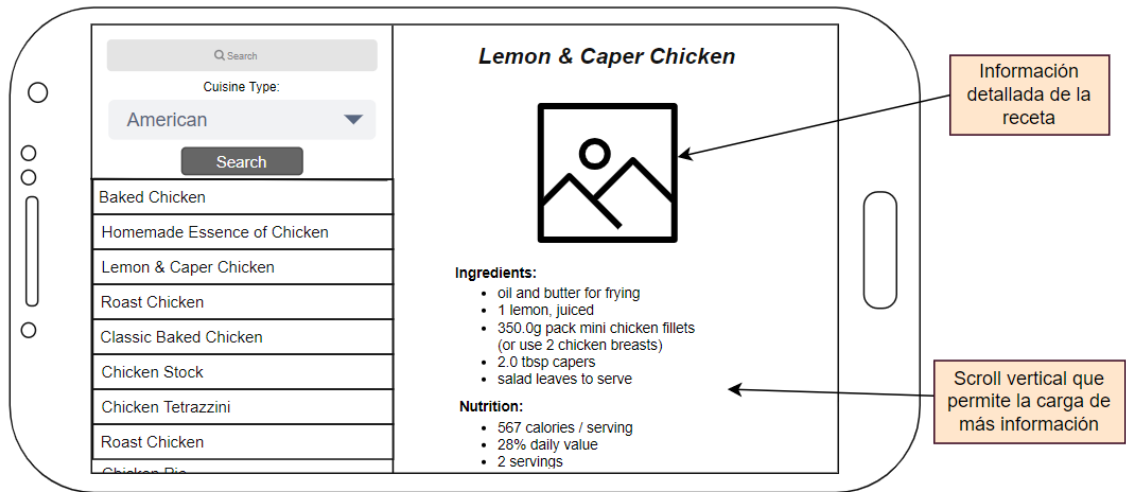 Search
Cuisine Type:
American
Search
Baked Chicken
Homemade Essence of Chicken
Lemon & Caper Chicken
Roast Chicken
Classic Baked Chicken
Chicken Stock
Chicken Tetrazzini
Roast Chicken
Chicken Pie
Lemon & Caper Chicken
Ingredients:
• oil and butter for frying
• 1 lemon, juiced
• 350.0g pack mini chicken fillets
(or use 2 chicken breasts)
• 2.0 tbsp capers
• salad leaves to serve
Nutrition:
• 567 calories / serving
• 28% daily value
• 2 servings
Información
detallada de la
receta
Scroll vertical que
permite la carga de
más información